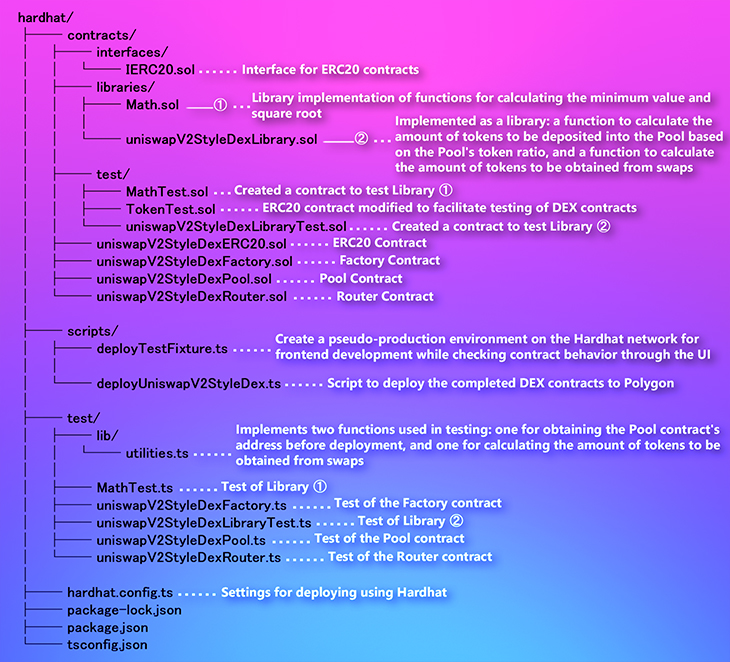 hardhat/
contracts/
interfaces/
IERC20.sol ...... Interface for ERC20 contracts
libraries/
Math.sol ① ... Library implementation of functions for calculating the minimum value and
square root
Implemented as a library: a function to calculate the
amount of tokens to be deposited into the Pool based
uniswapV2StyleDexLibrary.sol ② ... on the Pool's token ratio, and a function to calculate
the amount of tokens to be obtained from swaps
test/
MathTest.sol ..... Created a contract to test Library ①
TokenTest.sol ...... ERC20 contract modified to facilitate testing of DEX contracts
uniswapV2StyleDexLibraryTest.sol ...... Created a contract to test Library ②
uniswapV2StyleDexERC20.sol ...... ERC20 Contract
uniswapV2StyleDexFactory.sol ...... Factory Contract
uniswapV2StyleDexPool.sol ...... Pool Contract
uniswapV2StyleDexRouter.sol ...... Router Contract
scripts/
Create a pseudo-production environment on the Hardhat network for
deployTestFixture.ts ...... frontend development while checking contract behavior through the UI
deployUniswapV2StyleDex.ts ...... Script to deploy the completed DEX contracts to Polygon
test/
lib/
Implements two functions used in testing: one for obtaining the Pool contract's
address before deployment, and one for calculating the amount of tokens to be
utilities.ts ...... obtained from swaps
MathTest.ts ...... Test of Library ①
uniswapV2StyleDexFactory.ts ...... Test of the Factory contract
uniswapV2StyleDexLibraryTest.ts ...... Test of Library ②
uniswapV2StyleDexPool.ts ...... Test of the Pool contract
uniswapV2StyleDexRouter.ts ...... Test of the Router contract
hardhat.config.ts ...... Settings for deploying using Hardhat
package-lock.json
package.json
tsconfig.json